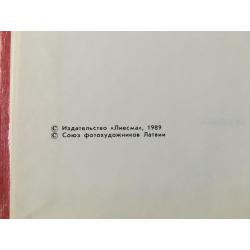 © Издательство «Лиесма», 1989
© Союз фотохудожников Латвии